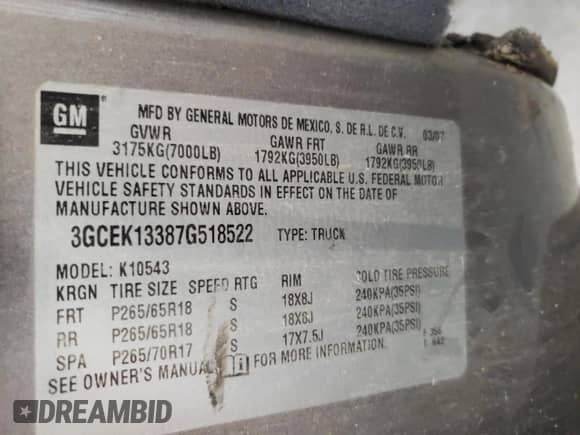 GM
MFD BY GENERAL MOTORS DE MEXICO, S. DE R.L. DE C.V. 03/07
GVWR GAWR FRT GAWR RR
3175KG(7000LB) 1792KG(3950LB) 1792KG(3950LB)
THIS VEHICLE CONFORMS TO ALL APPLICABLE U.S. FEDERAL MOTOR
VEHICLE SAFETY STANDARDS IN EFFECT ON THE DATE OF
MANUFACTURE SHOWN ABOVE.
3GCEK13387G518522 TYPE: TRUCK
MODEL: K10543
KRGN TIRE SIZE SPEED RTG RIM COLD TIRE PRESSURE
FRT P265/65R18 S 18X8J 240KPA(35PSI)
RR P265/65R18 S 18X8J 240KPA(35PSI)
SPA P265/70R17 S 17X7.5J 240KPA(35PSI)
SEE OWNER'S MANUAL FOR MORE INFORMATION.
DREAMBID